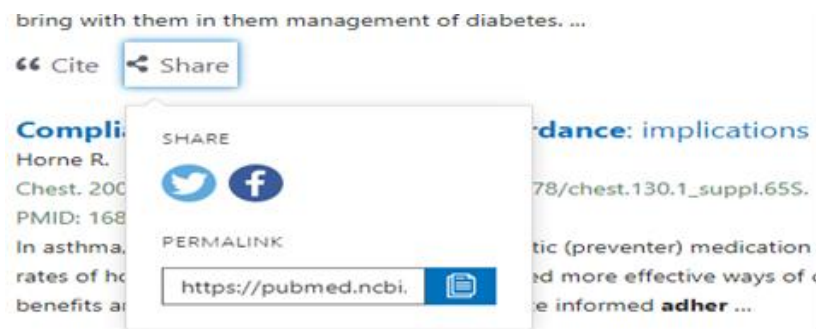 bring with them in them management of diabetes. ...
Cite Share
Compli dance: implications
SHARE
Horne R.
Chest. 200 78/chest.130.1_suppl.65S.
PMID: 168
In asthma, tic (preventer) medication
PERMALINK
rates of ho ed more effective ways of
https://pubmed.ncbi.
benefits informed adher ...